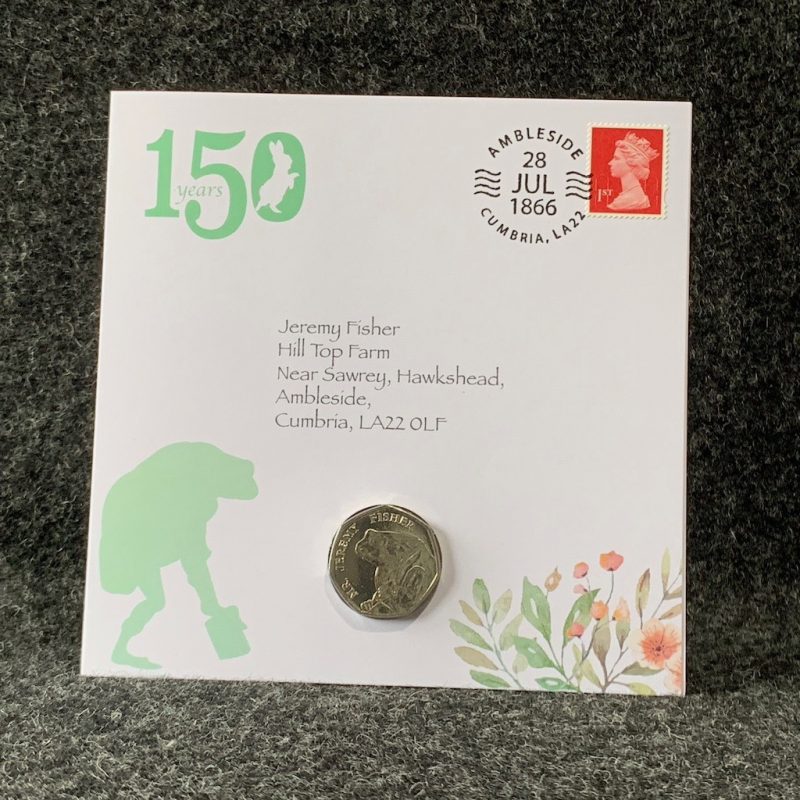 150
years
AMBLESIDE
28
JUL
1866
CUMBRIA, LA22
1ST
Jeremy Fisher
Hill Top Farm
Near Sawrey, Hawkshead,
Ambleside,
Cumbria, LA22 0LF
MR. JEREMY FISHER